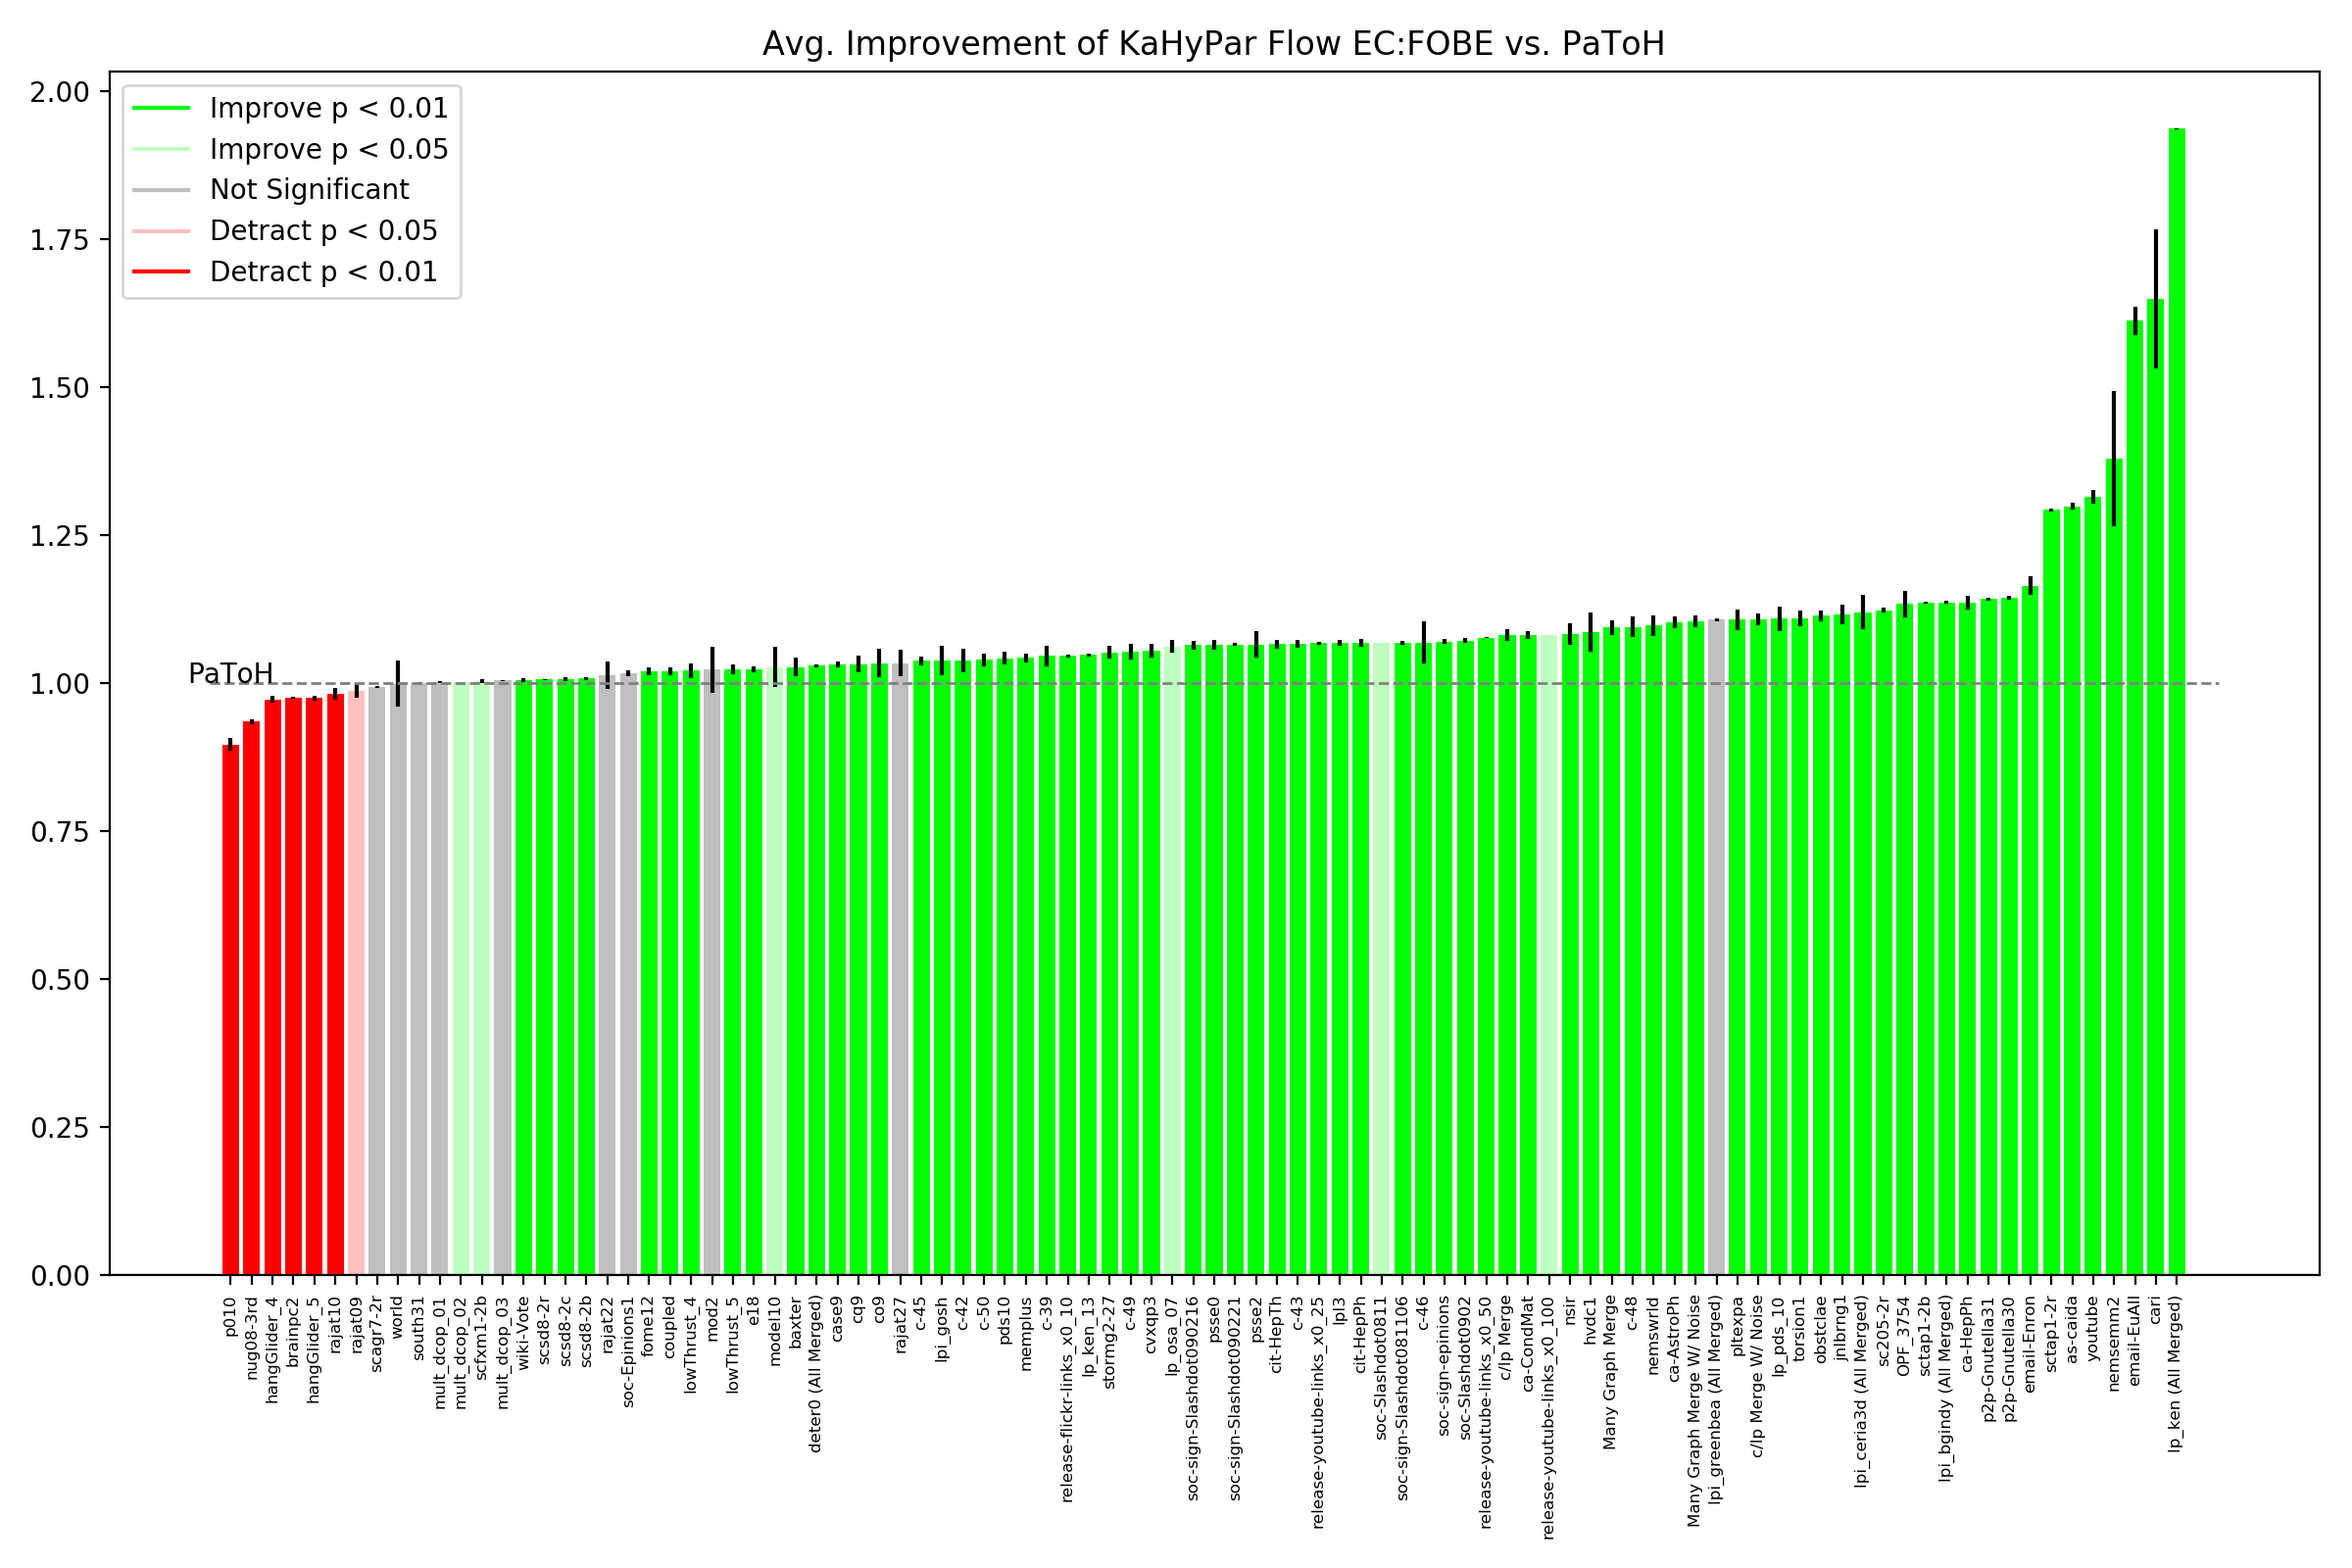 Avg. Improvement of KaHyPar Flow EC:FOBE vs. PaToH
2.00
1.75
1.50
1.25
1.00
0.75
0.50
0.25
0.00
Improve p < 0.01
Improve p < 0.05
Not Significant
Detract p < 0.05
Detract p < 0.01
PaToH
p010
nug08-3rd
hangGlider_4
brainpc2
hangGlider_5
rajat10
rajat09
scagr7-2r
world
south31
mult_dcop_01
mult_dcop_02
scfxm1-2b
mult_dcop_03
wiki-Vote
scsd8-2r
scsd8-2c
scsd8-2b
rajat22
soc-Epinions1
fome12
coupled
lowThrust_4
mod2
lowThrust_5
e18
model10
baxter
deter0 (All Merged)
case9
cq9
co9
rajat27
c-45
lpi_gosh
c-42
c-50
pds10
memplus
c-39
release-flickr-links_x0_10
lp_ken_13
stormg2-27
c-49
cvxqp3
lp_osa_07
soc-sign-Slashdot090216
psse0
soc-sign-Slashdot090221
psse2
cit-HepTh
c-43
release-youtube-links_x0_25
lpl3
cit-HepPh
soc-Slashdot0811
soc-sign-Slashdot081106
c-46
soc-sign-epinions
soc-Slashdot0902
release-youtube-links_x0_50
c/lp Merge
ca-CondMat
release-youtube-links_x0_100
nsir
hvdc1
Many Graph Merge
c-48
nemswrld
ca-AstroPh
Many Graph Merge W/ Noise
lpi_greenbea (All Merged)
pltexpa
c/lp Merge W/ Noise
lp_pds_10
torsion1
obstclae
jnlbrng1
lpi_ceria3d (All Merged)
sc205-2r
OPF_3754
sctap1-2b
lpi_bgindy (All Merged)
ca-HepPh
p2p-Gnutella31
p2p-Gnutella30
email-Enron
sctap1-2r
as-caida
youtube
nemsemm2
email-EuAll
cari
lp_ken (All Merged)